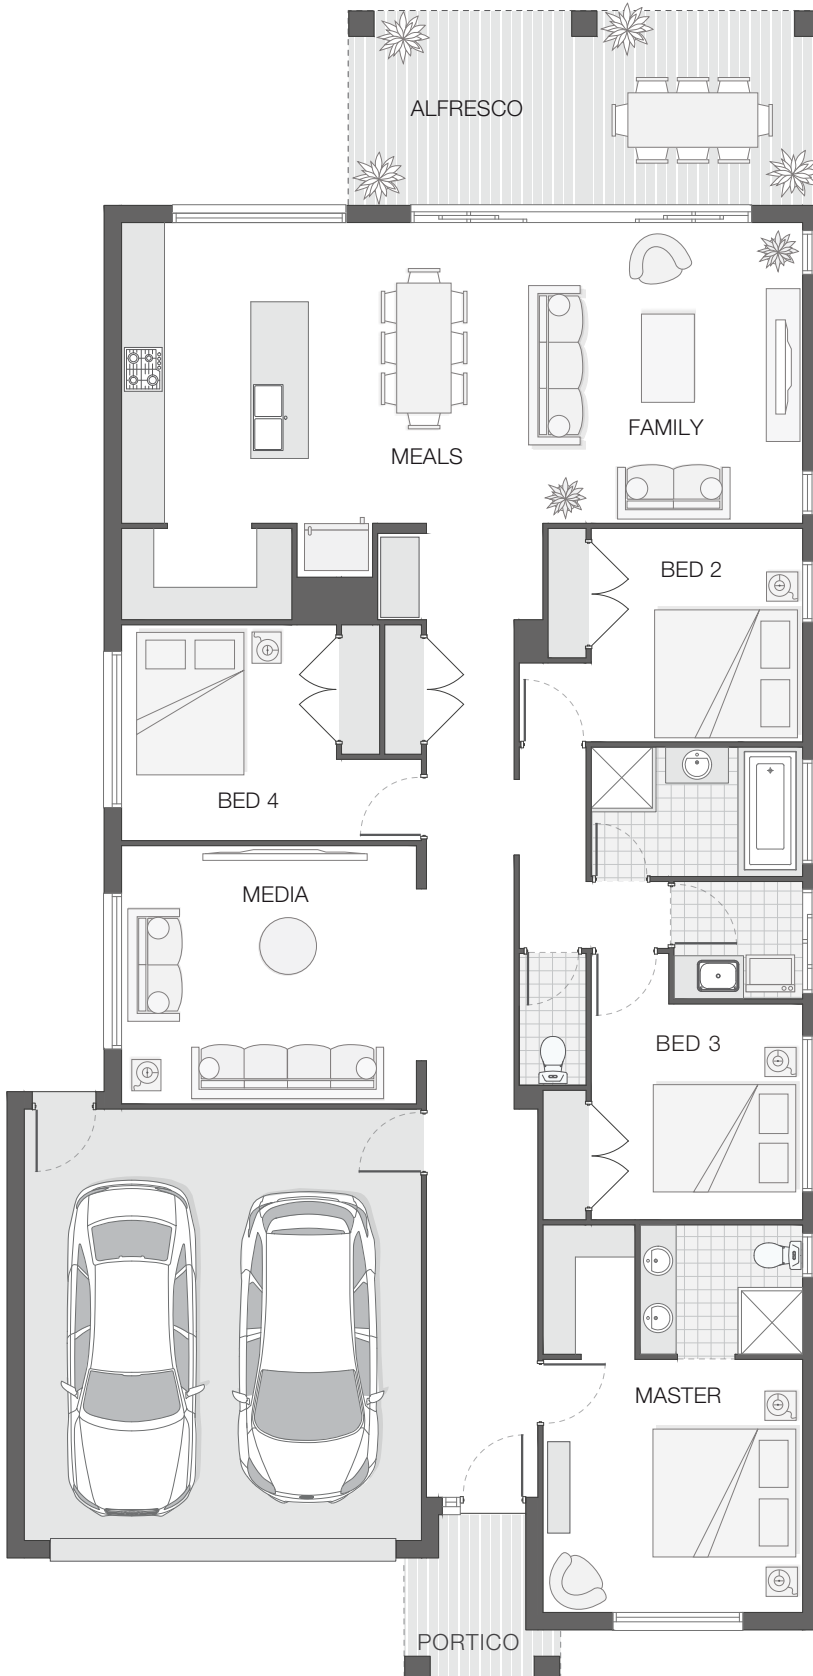 ALFRESCO
FAMILY
MEALS
BED 2
BED 4
MEDIA
BED 3
MASTER
PORTICO